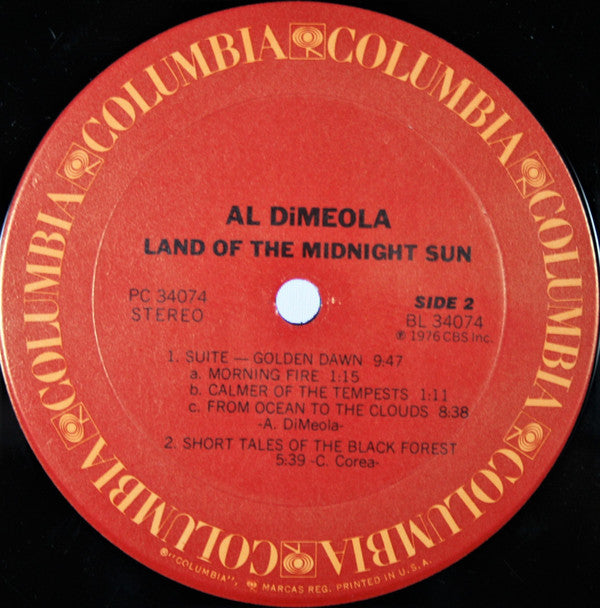 COLUMBIA COLUMBIA COLUMBIA COLUMBIA COLUMBIA COLUMBIA
AL DiMEOLA
LAND OF THE MIDNIGHT SUN
PC 34074
STEREO
SIDE 2
BL 34074
℗ 1976 CBS Inc.
1. SUITE — GOLDEN DAWN 9:47
a. MORNING FIRE 1:15
b. CALMER OF THE TEMPESTS 1:11
c. FROM OCEAN TO THE CLOUDS 8:38
-A. DiMeola-
2. SHORT TALES OF THE BLACK FOREST
5:39 -C. Corea-
"COLUMBIA", MARCAS REG. PRINTED IN U.S.A.